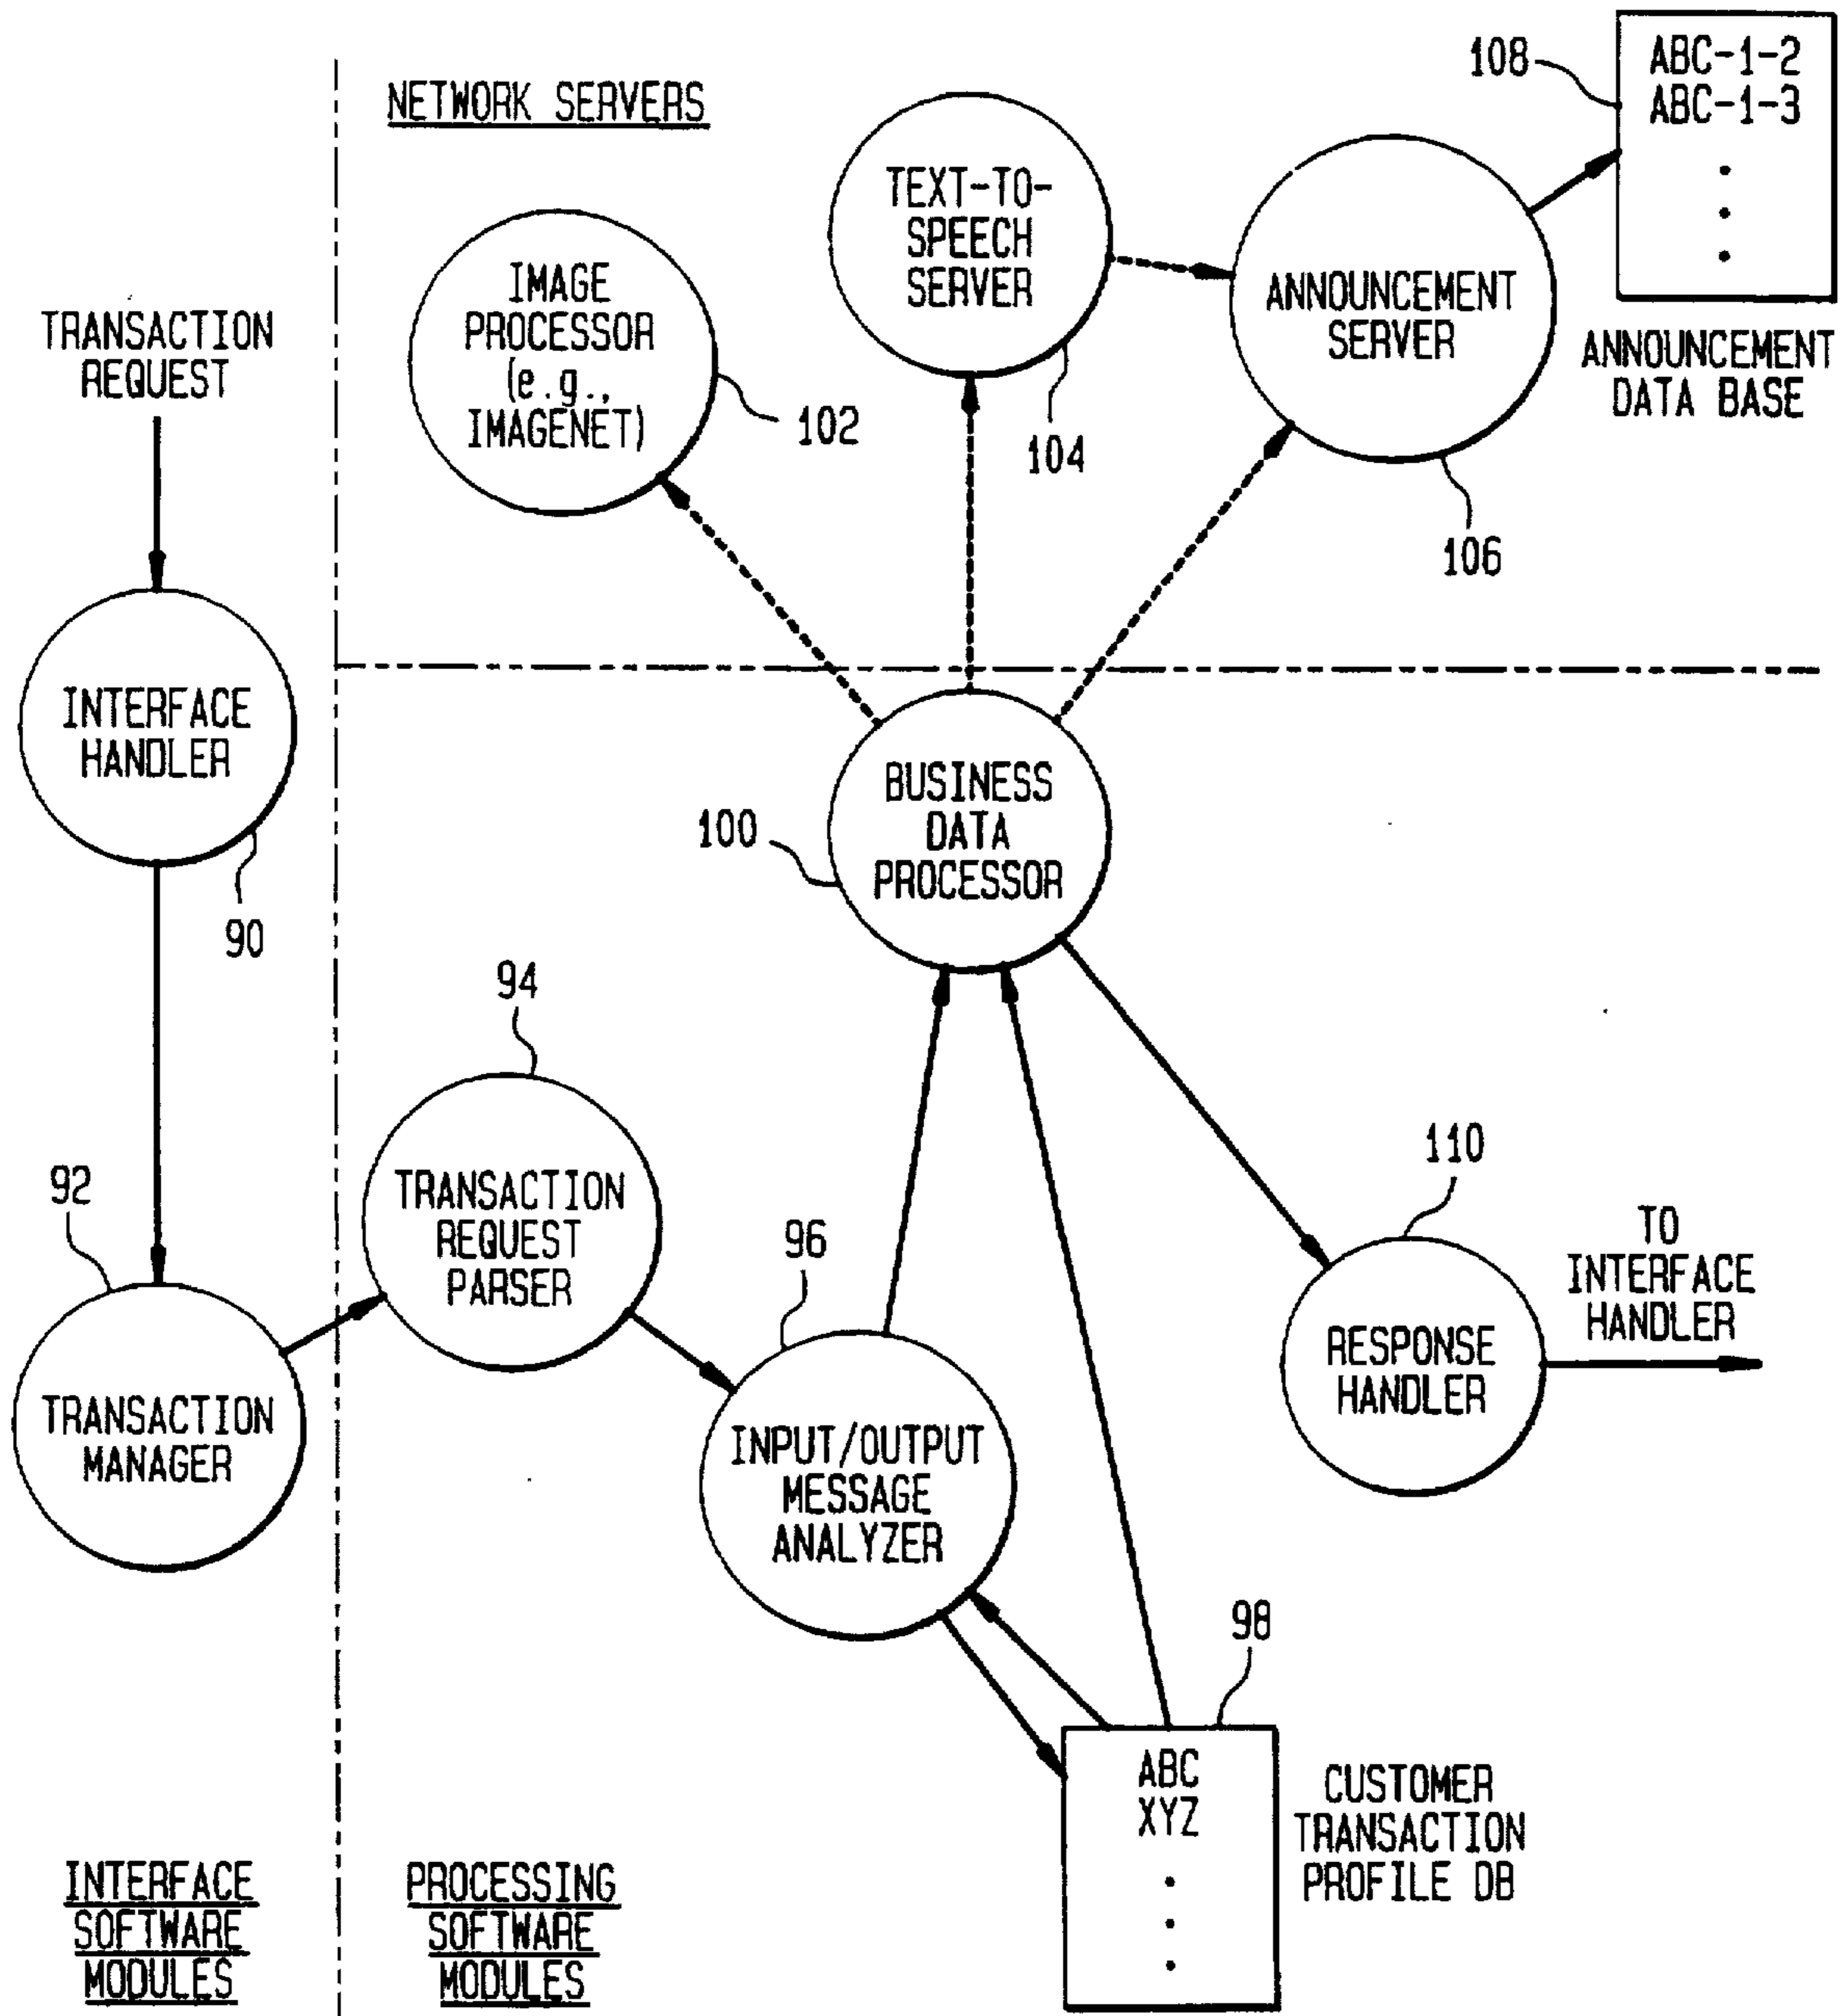 NETWORK SERVERS
108
ABC-1-2
ABC-1-3
ANNOUNCEMENT
DATA BASE
TEXT-TO-
SPEECH
SERVER
104
ANNOUNCEMENT
SERVER
106
IMAGE
PROCESSOR
(e.g.,
IMAGENET)
102
TRANSACTION
REQUEST
INTERFACE
HANDLER
90
BUSINESS
DATA
PROCESSOR
100
92
TRANSACTION
MANAGER
94
TRANSACTION
REQUEST
PARSER
96
INPUT/OUTPUT
MESSAGE
ANALYZER
110
RESPONSE
HANDLER
TO
INTERFACE
HANDLER
98
ABC
XYZ
CUSTOMER
TRANSACTION
PROFILE DB
INTERFACE
SOFTWARE
MODULES
PROCESSING
SOFTWARE
MODULES